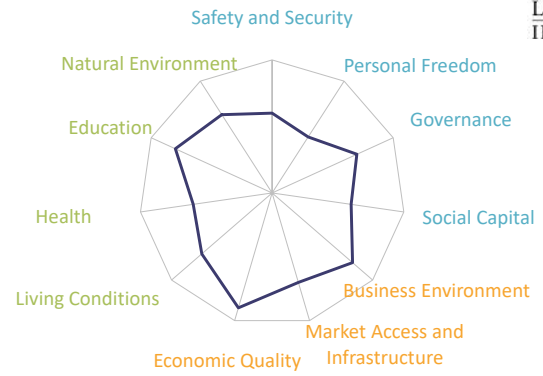 Safety and Security
Natural Environment
Personal Freedom
Education
Governance
Health
Social Capital
Living Conditions
Business Environment
Economic Quality
Market Access and
Infrastructure